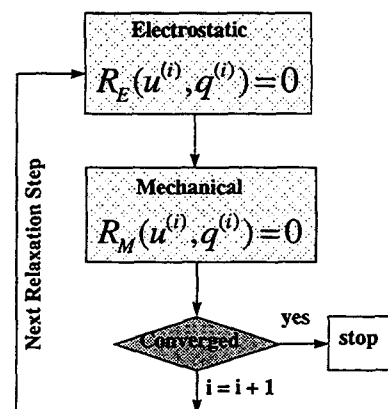 Electrostatic
R_E(u^(i),q^(i))=0
Mechanical
R_M(u^(i),q^(i))=0
Next Relaxation Step
Converged
yes
stop
i = i + 1